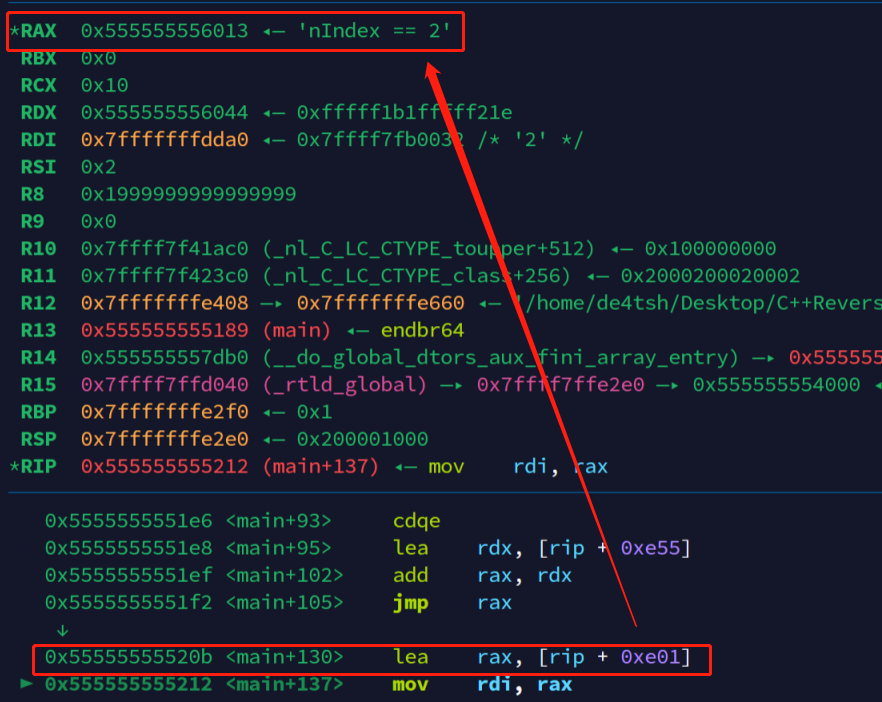 *RAX 0x555555556013 ◂— 'nIndex == 2'
RBX 0x0
RCX 0x10
RDX 0x555555556044 ◂— 0xfffff1b1fffff21e
RDI 0x7fffffffdda0 ◂— 0x7ffff7fb0032 /* '2' */
RSI 0x2
R8 0x1999999999999999
R9 0x0
R10 0x7ffff7f41ac0 (_nl_C_LC_CTYPE_toupper+512) ◂— 0x100000000
R11 0x7ffff7f423c0 (_nl_C_LC_CTYPE_class+256) ◂— 0x2000200020002
R12 0x7fffffffe408 —▸ 0x7fffffffe660 ◂— '/home/de4tsh/Desktop/C++Revers
R13 0x555555555189 (main) ◂— endbr64
R14 0x555555557db0 (__do_global_dtors_aux_fini_array_entry) —▸ 0x555555
R15 0x7ffff7ffd040 (_rtld_global) —▸ 0x7ffff7ffe2e0 —▸ 0x555555554000 ◂
RBP 0x7fffffffe2f0 ◂— 0x1
RSP 0x7fffffffe2e0 ◂— 0x200001000
*RIP 0x555555555212 (main+137) ◂— mov rdi, rax
0x5555555551e6 <main+93> cdqe
0x5555555551e8 <main+95> lea rdx, [rip + 0xe55]
0x5555555551ef <main+102> add rax, rdx
0x5555555551f2 <main+105> jmp rax
↓
0x55555555520b <main+130> lea rax, [rip + 0xe01]
► 0x555555555212 <main+137> mov rdi, rax